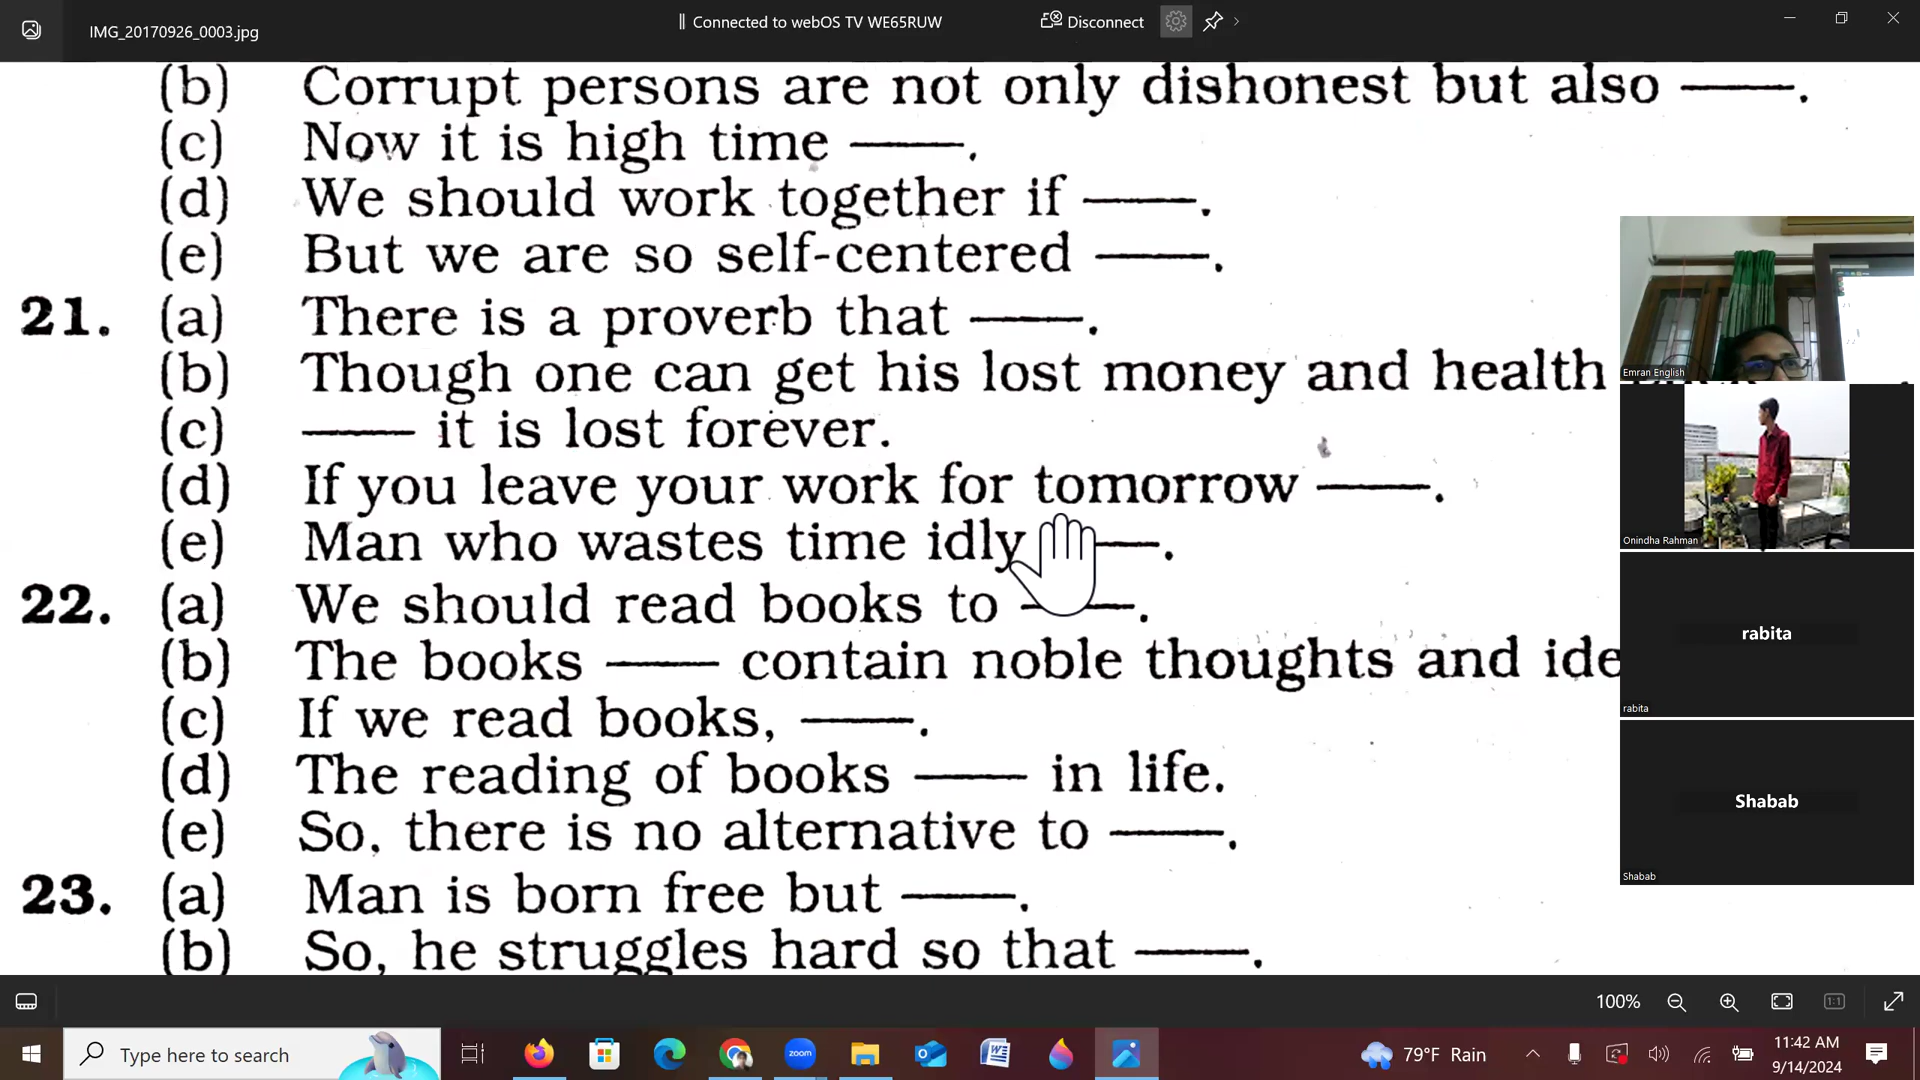 IMG_20170926_0003.jpg
Connected to webOS TV WE65RUW
Disconnect
(b) Corrupt persons are not only dishonest but also ——.
(c) Now it is high time ——.
(d) We should work together if ——.
(e) But we are so self-centered ——.
21. (a) There is a proverb that ——.
(b) Though one can get his lost money and health
(c) —— it is lost forever.
(d) If you leave your work for tomorrow ——.
(e) Man who wastes time idly ——.
22. (a) We should read books to ——.
(b) The books —— contain noble thoughts and ide
(c) If we read books, ——.
(d) The reading of books —— in life.
(e) So, there is no alternative to ——.
23. (a) Man is born free but ——.
(b) So, he struggles hard so that ——.
Emran English
Onindha Rahman
rabita
rabita
Shabab
Shabab
100%
1:1
Type here to search
zoom
79°F Rain
11:42 AM
9/14/2024